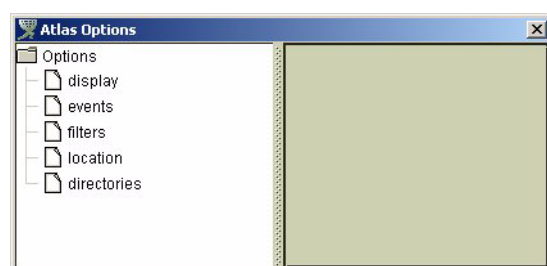 Atlas Options
Options
display
events
filters
location
directories